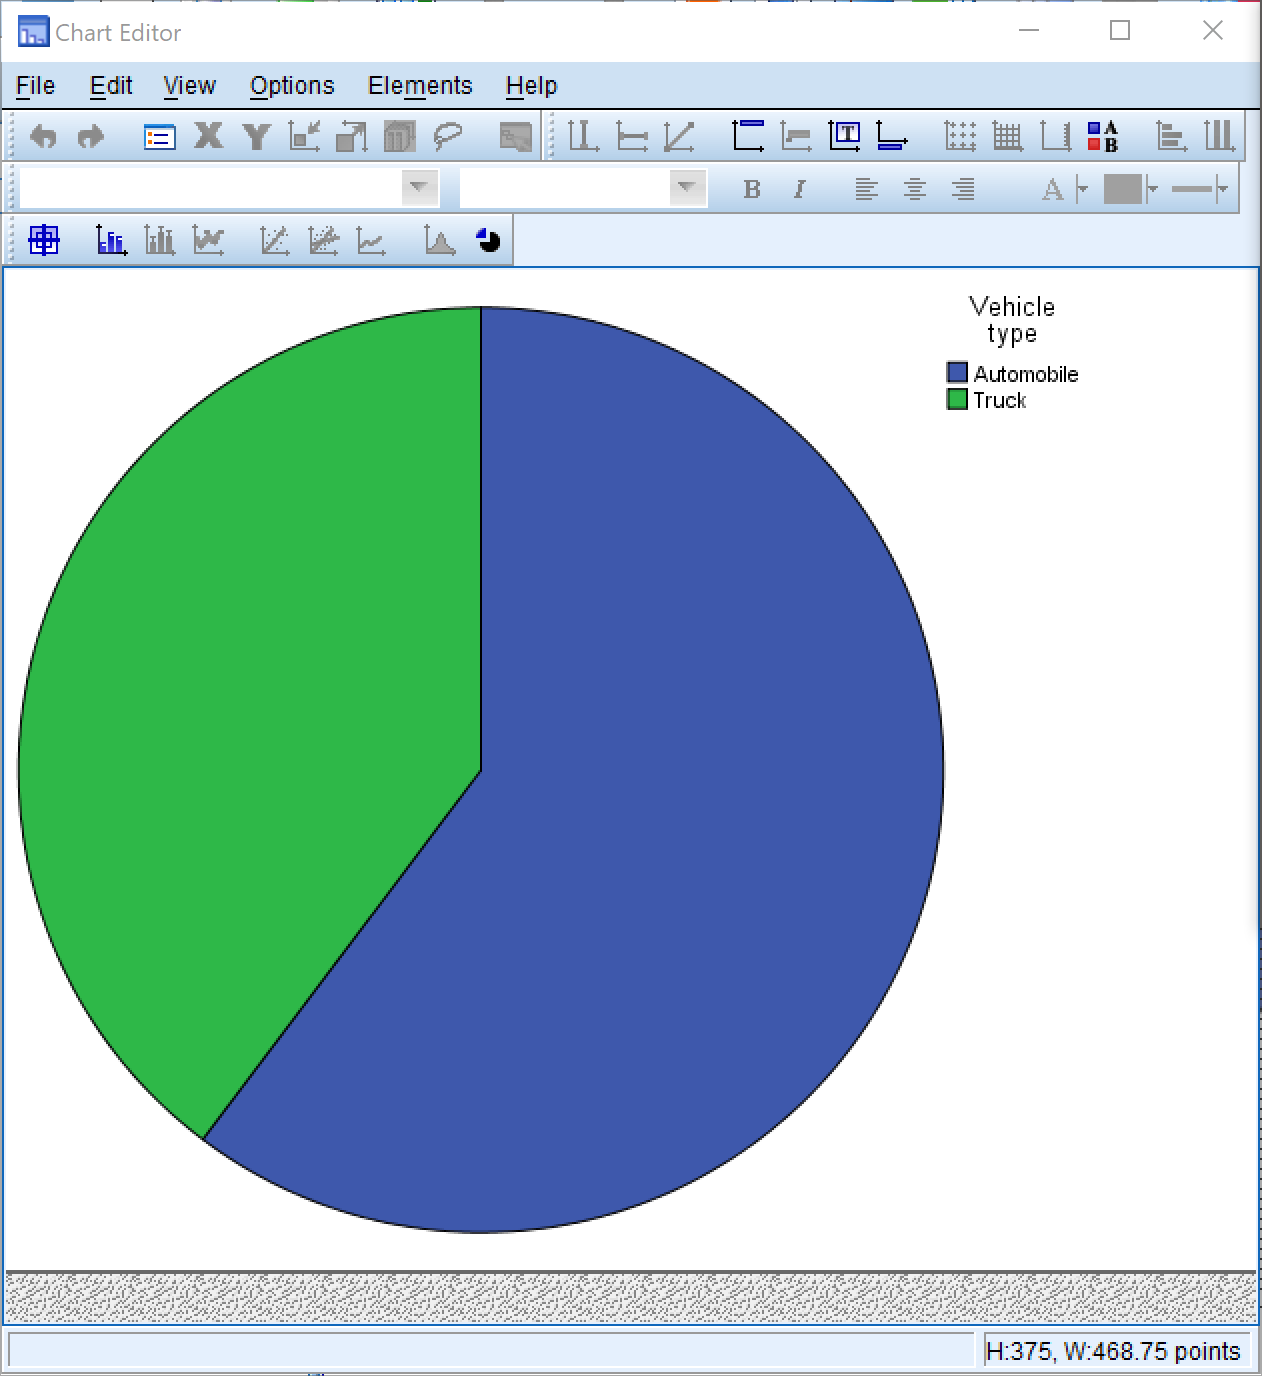 Chart Editor
File Edit View Options Elements Help
X Y T A B
B I A
Vehicle
type
Automobile
Truck
H:375, W:468.75 points